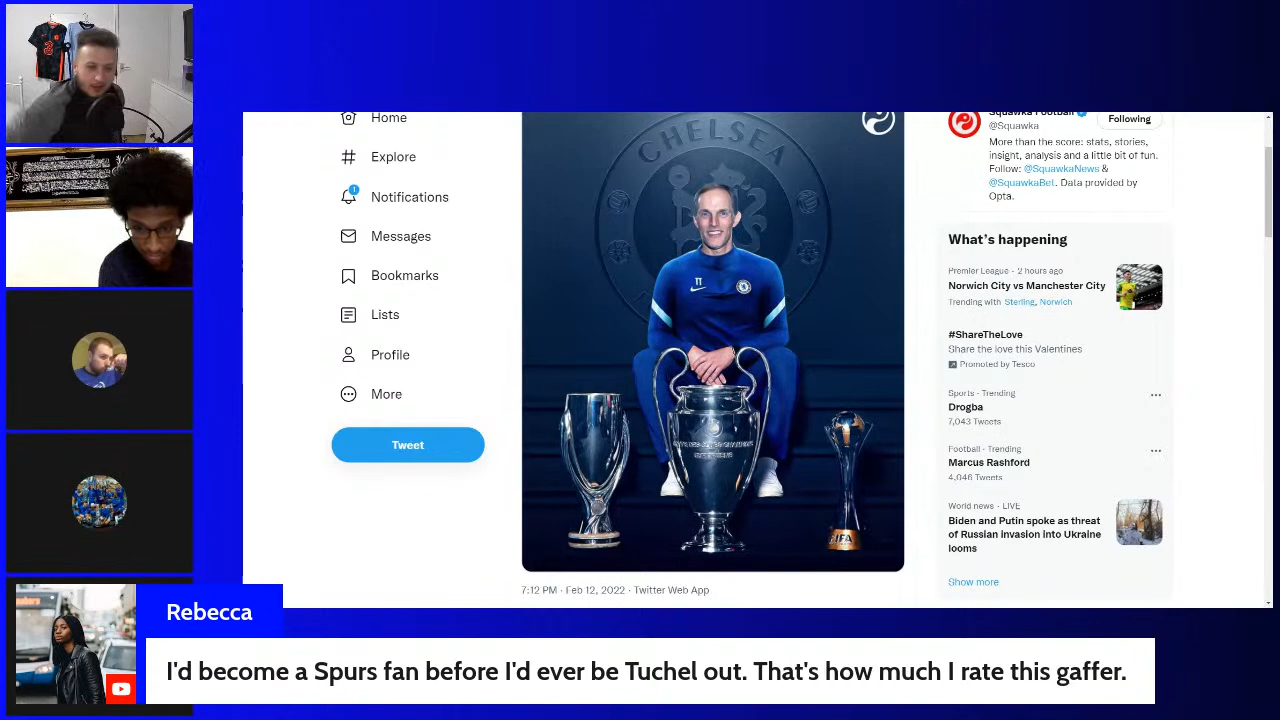 Home
Explore
1
Notifications
Messages
Bookmarks
Lists
Profile
More
Tweet
CHELSEA
TT
FIFA
7:12 PM · Feb 12, 2022 · Twitter Web App
Squawka Football
@Squawka
Following
More than the score: stats, stories,
insight, analysis and a little bit of fun.
Follow: @SquawkaNews &
@SquawkaBet. Data provided by
Opta.
What's happening
Premier League · 2 hours ago
Norwich City vs Manchester City
Trending with Sterling, Norwich
#ShareTheLove
Share the love this Valentines
Promoted by Tesco
Sports · Trending
Drogba
7,043 Tweets
Football · Trending
Marcus Rashford
4,046 Tweets
World news · LIVE
Biden and Putin spoke as threat
of Russian invasion into Ukraine
looms
Show more
Rebecca
I'd become a Spurs fan before I'd ever be Tuchel out. That's how much I rate this gaffer.